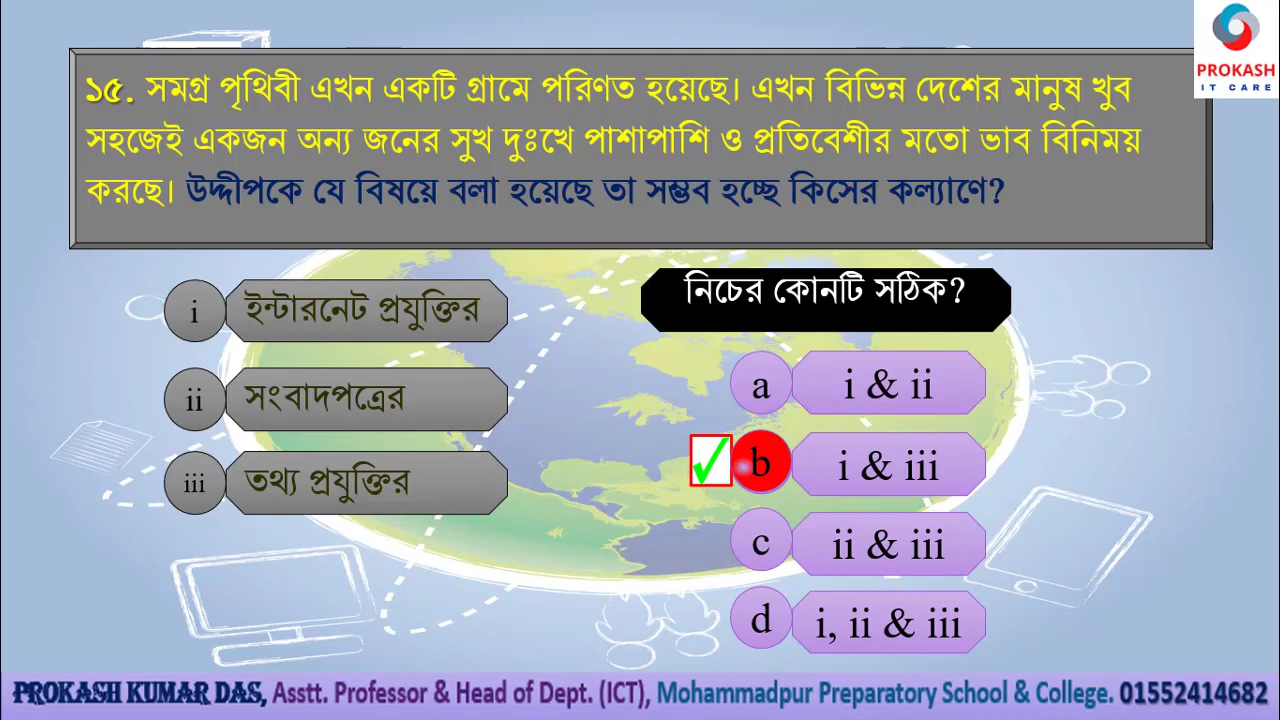 PROKASH
IT CARE
১৫. সমগ্র পৃথিবী এখন একটি গ্রামে পরিণত হয়েছে। এখন বিভিন্ন দেশের মানুষ খুব
সহজেই একজন অন্য জনের সুখ দুঃখে পাশাপাশি ও প্রতিবেশীর মতো ভাব বিনিময়
করছে। উদ্দীপকে যে বিষয়ে বলা হয়েছে তা সম্ভব হচ্ছে কিসের কল্যাণে?
i ইন্টারনেট প্রযুক্তির
ii সংবাদপত্রের
iii তথ্য প্রযুক্তির
নিচের কোনটি সঠিক?
a i & ii
b i & iii
c ii & iii
d i, ii & iii
PROKASH KUMAR DAS, Asstt. Professor & Head of Dept. (ICT), Mohammadpur Preparatory School & College. 01552414682